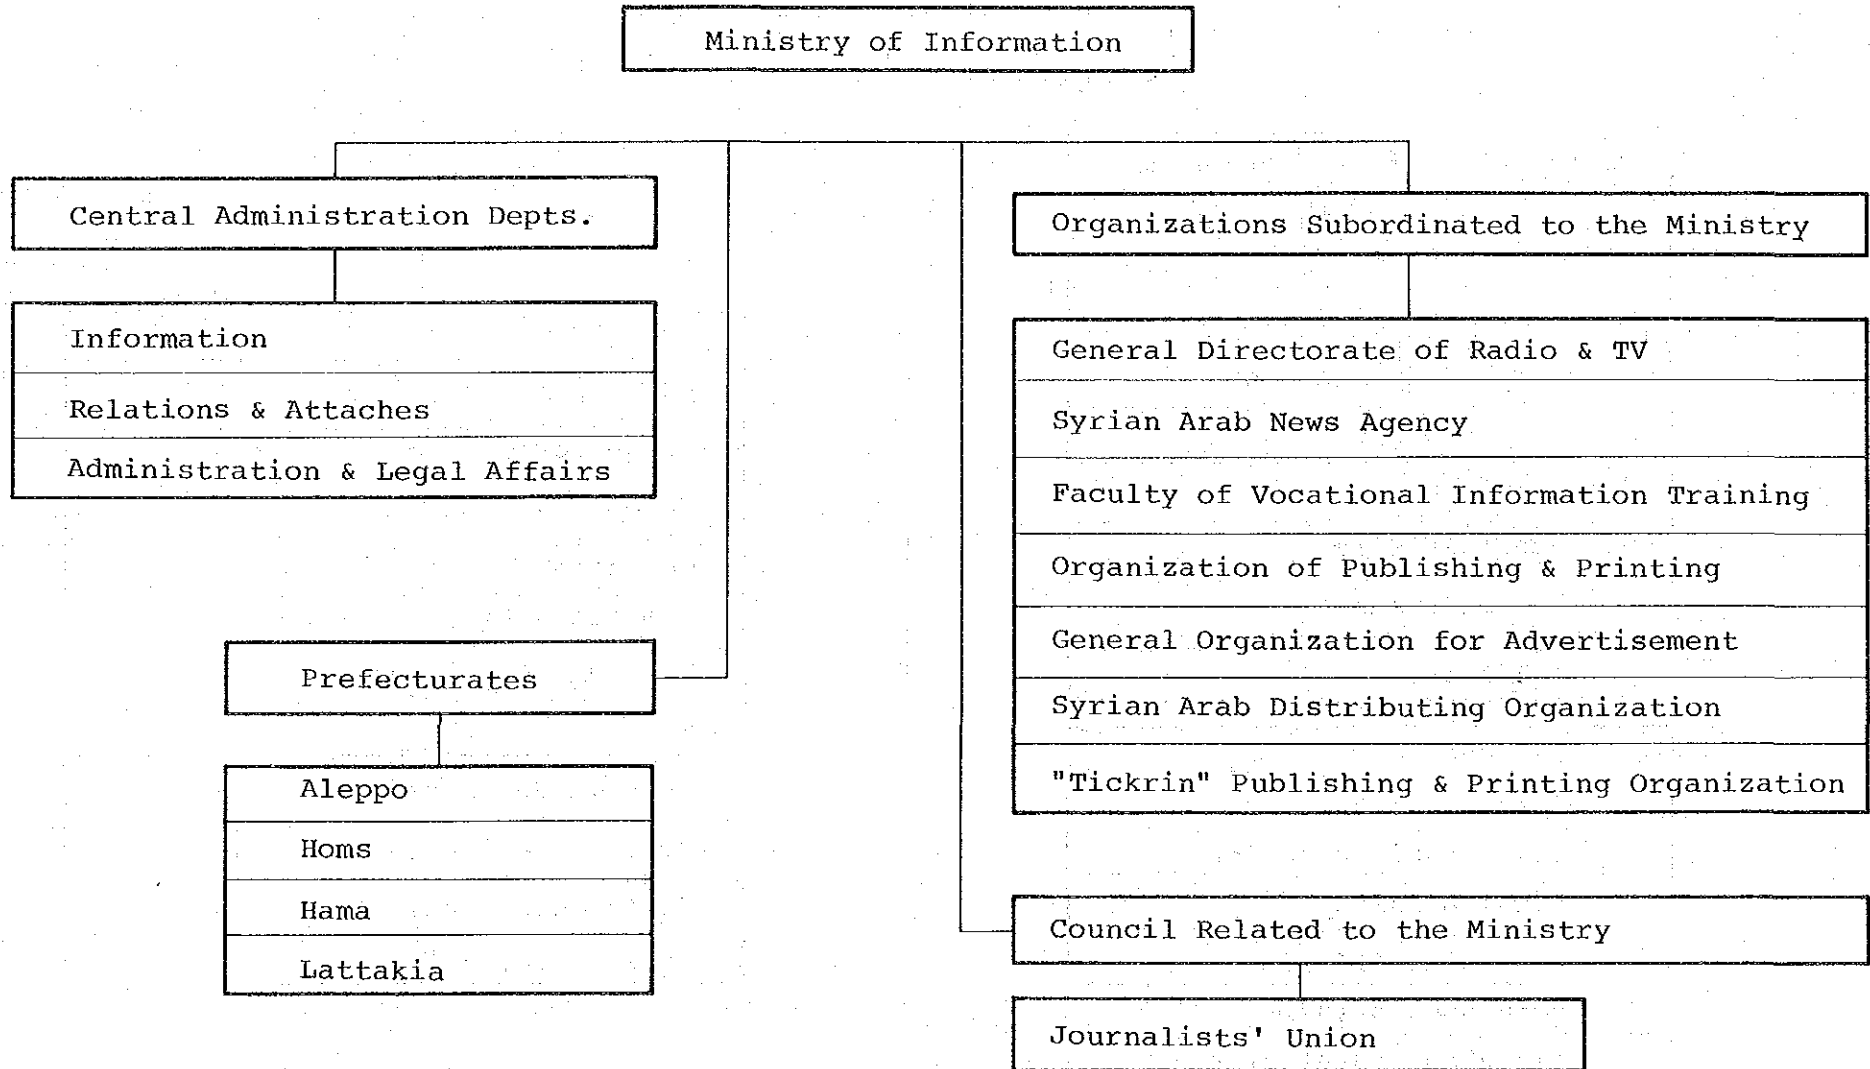 Ministry of Information
Central Administration Depts.
Information
Relations & Attaches
Administration & Legal Affairs
Prefecturates
Aleppo
Homs
Hama
Lattakia
Organizations Subordinated to the Ministry
General Directorate of Radio & TV
Syrian Arab News Agency
Faculty of Vocational Information Training
Organization of Publishing & Printing
General Organization for Advertisement
Syrian Arab Distributing Organization
"Tickrin" Publishing & Printing Organization
Council Related to the Ministry
Journalists' Union